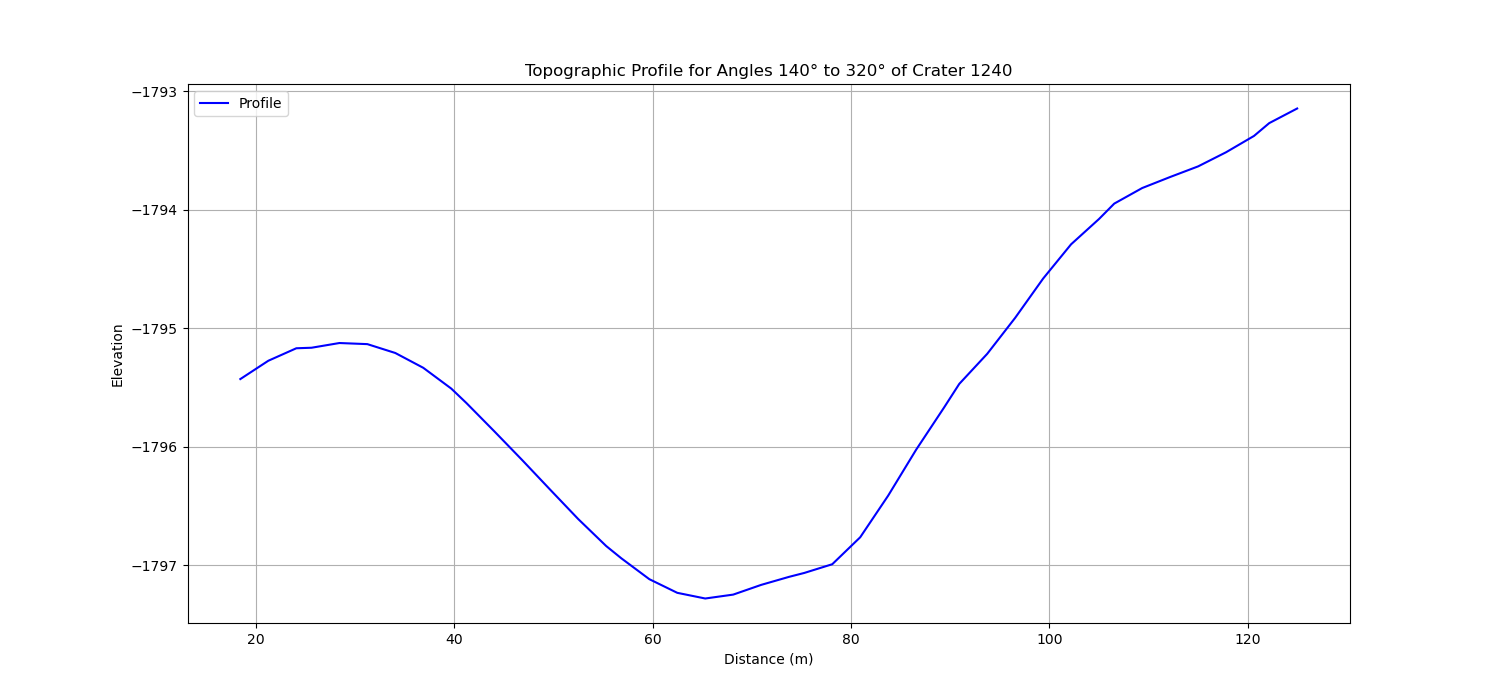 Topographic Profile for Angles 140° to 320° of Crater 1240
Profile
−1793
−1794
−1795
−1796
−1797
Elevation
20 40 60 80 100 120
Distance (m)